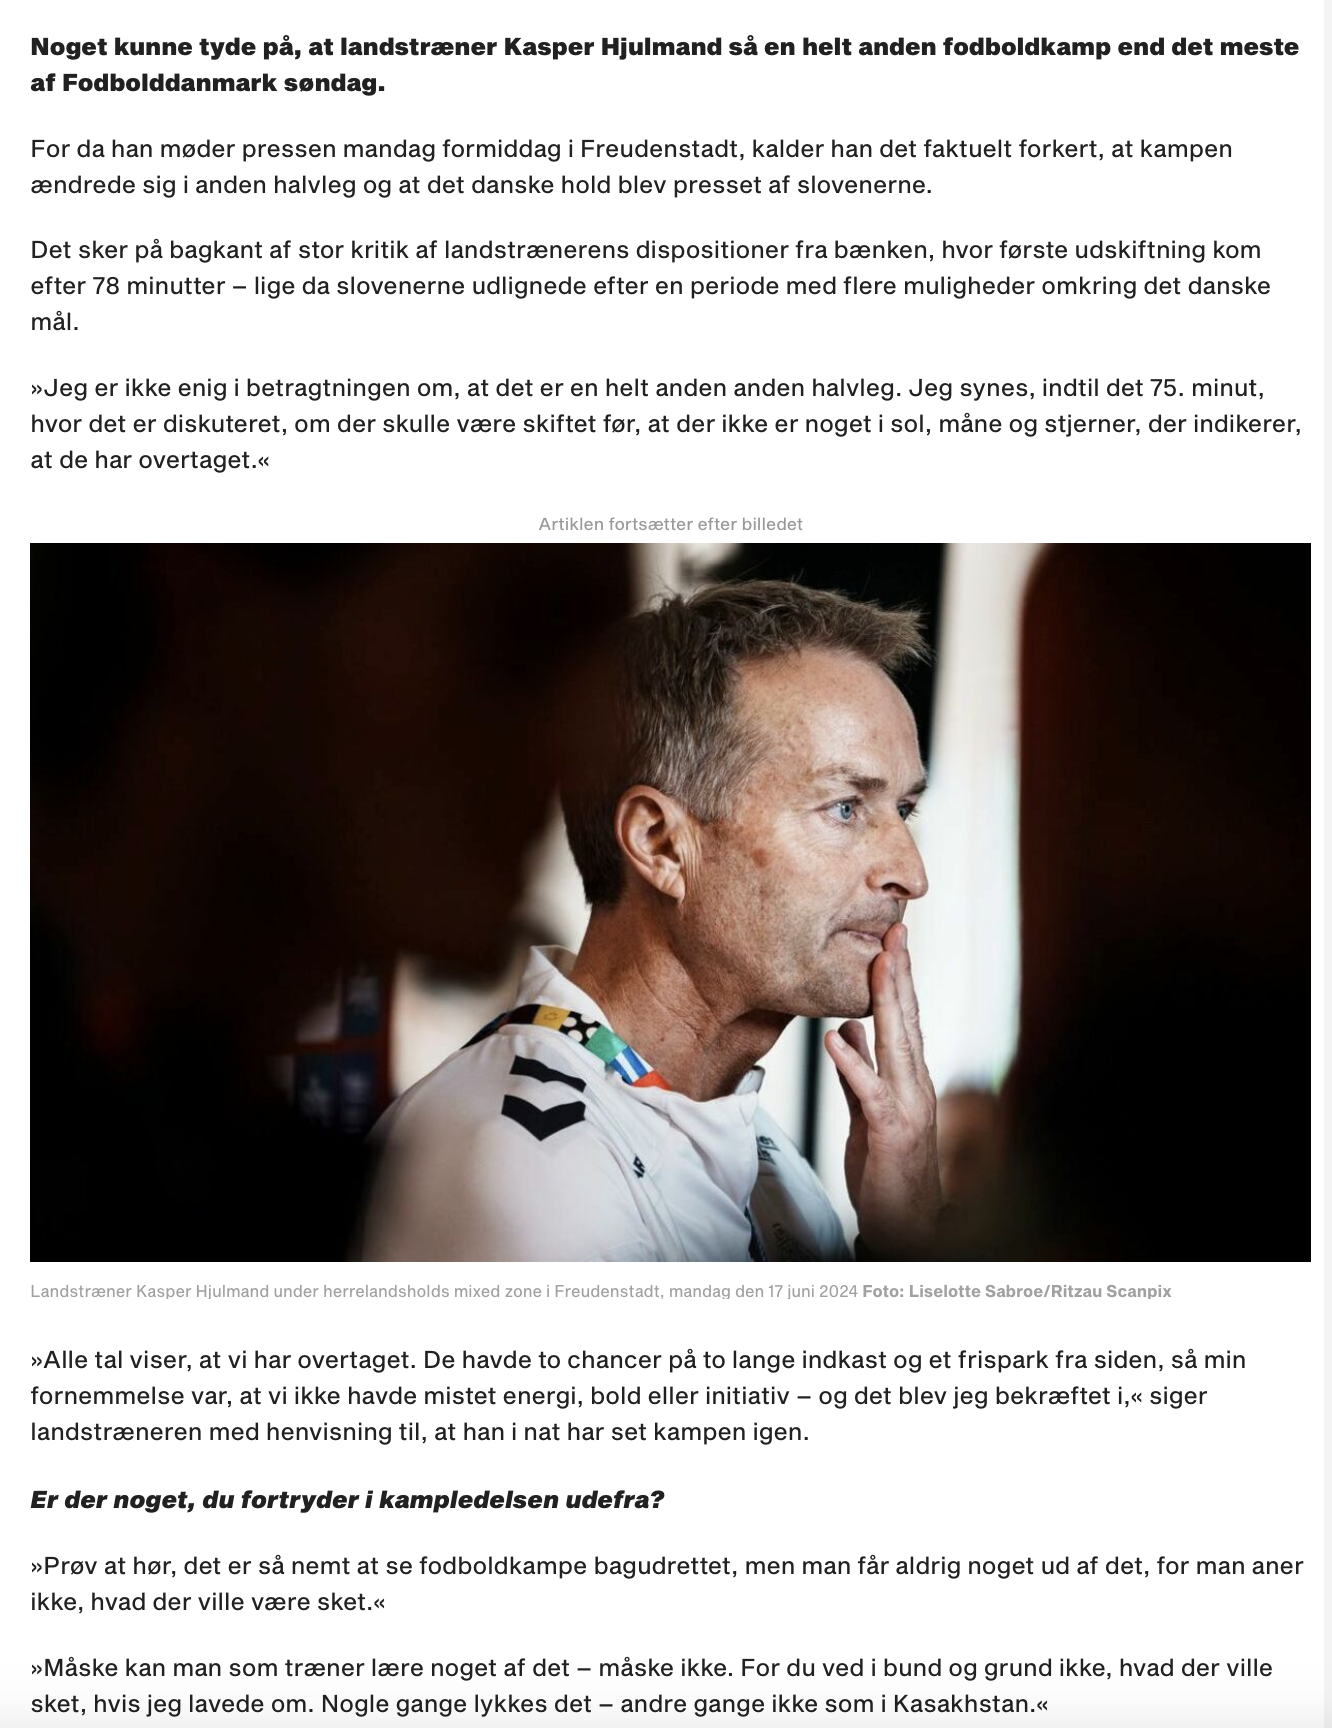 Noget kunne tyde på, at landstræner Kasper Hjulmand så en helt anden fodboldkamp end det meste
af Fodbolddanmark søndag.
For da han møder pressen mandag formiddag i Freudenstadt, kalder han det faktuelt forkert, at kampen
ændrede sig i anden halvleg og at det danske hold blev presset af slovenerne.
Det sker på bagkant af stor kritik af landstrænerens dispositioner fra bænken, hvor første udskiftning kom
efter 78 minutter – lige da slovenerne udlignede efter en periode med flere muligheder omkring det danske
mål.
»Jeg er ikke enig i betragtningen om, at det er en helt anden anden halvleg. Jeg synes, indtil det 75. minut,
hvor det er diskuteret, om der skulle være skiftet før, at der ikke er noget i sol, måne og stjerner, der indikerer,
at de har overtaget.«
Artiklen fortsætter efter billedet
Landstræner Kasper Hjulmand under herrelandsholds mixed zone i Freudenstadt, mandag den 17 juni 2024 Foto: Liselotte Sabroe/Ritzau Scanpix
»Alle tal viser, at vi har overtaget. De havde to chancer på to lange indkast og et frispark fra siden, så min
fornemmelse var, at vi ikke havde mistet energi, bold eller initiativ – og det blev jeg bekræftet i,« siger
landstræneren med henvisning til, at han i nat har set kampen igen.
Er der noget, du fortryder i kampledelsen udefra?
»Prøv at hør, det er så nemt at se fodboldkampe bagudrettet, men man får aldrig noget ud af det, for man aner
ikke, hvad der ville være sket.«
»Måske kan man som træner lære noget af det – måske ikke. For du ved i bund og grund ikke, hvad der ville
sket, hvis jeg lavede om. Nogle gange lykkes det – andre gange ikke som i Kasakhstan.«